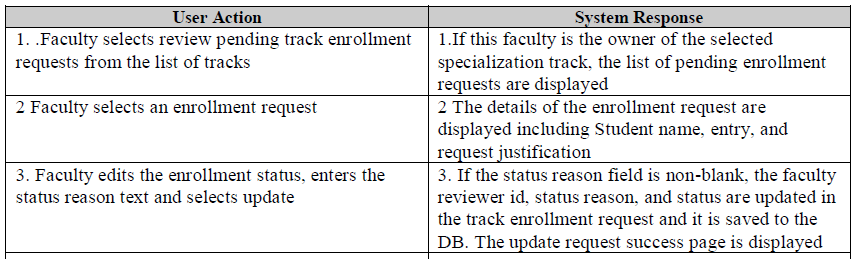 User Action
System Response
1. .Faculty selects review pending track enrollment
requests from the list of tracks
1.If this faculty is the owner of the selected
specialization track, the list of pending enrollment
requests are displayed
2 Faculty selects an enrollment request
2 The details of the enrollment request are
displayed including Student name, entry, and
request justification
3. Faculty edits the enrollment status, enters the
status reason text and selects update
3. If the status reason field is non-blank, the faculty
reviewer id, status reason, and status are updated in
the track enrollment request and it is saved to the
DB. The update request success page is displayed